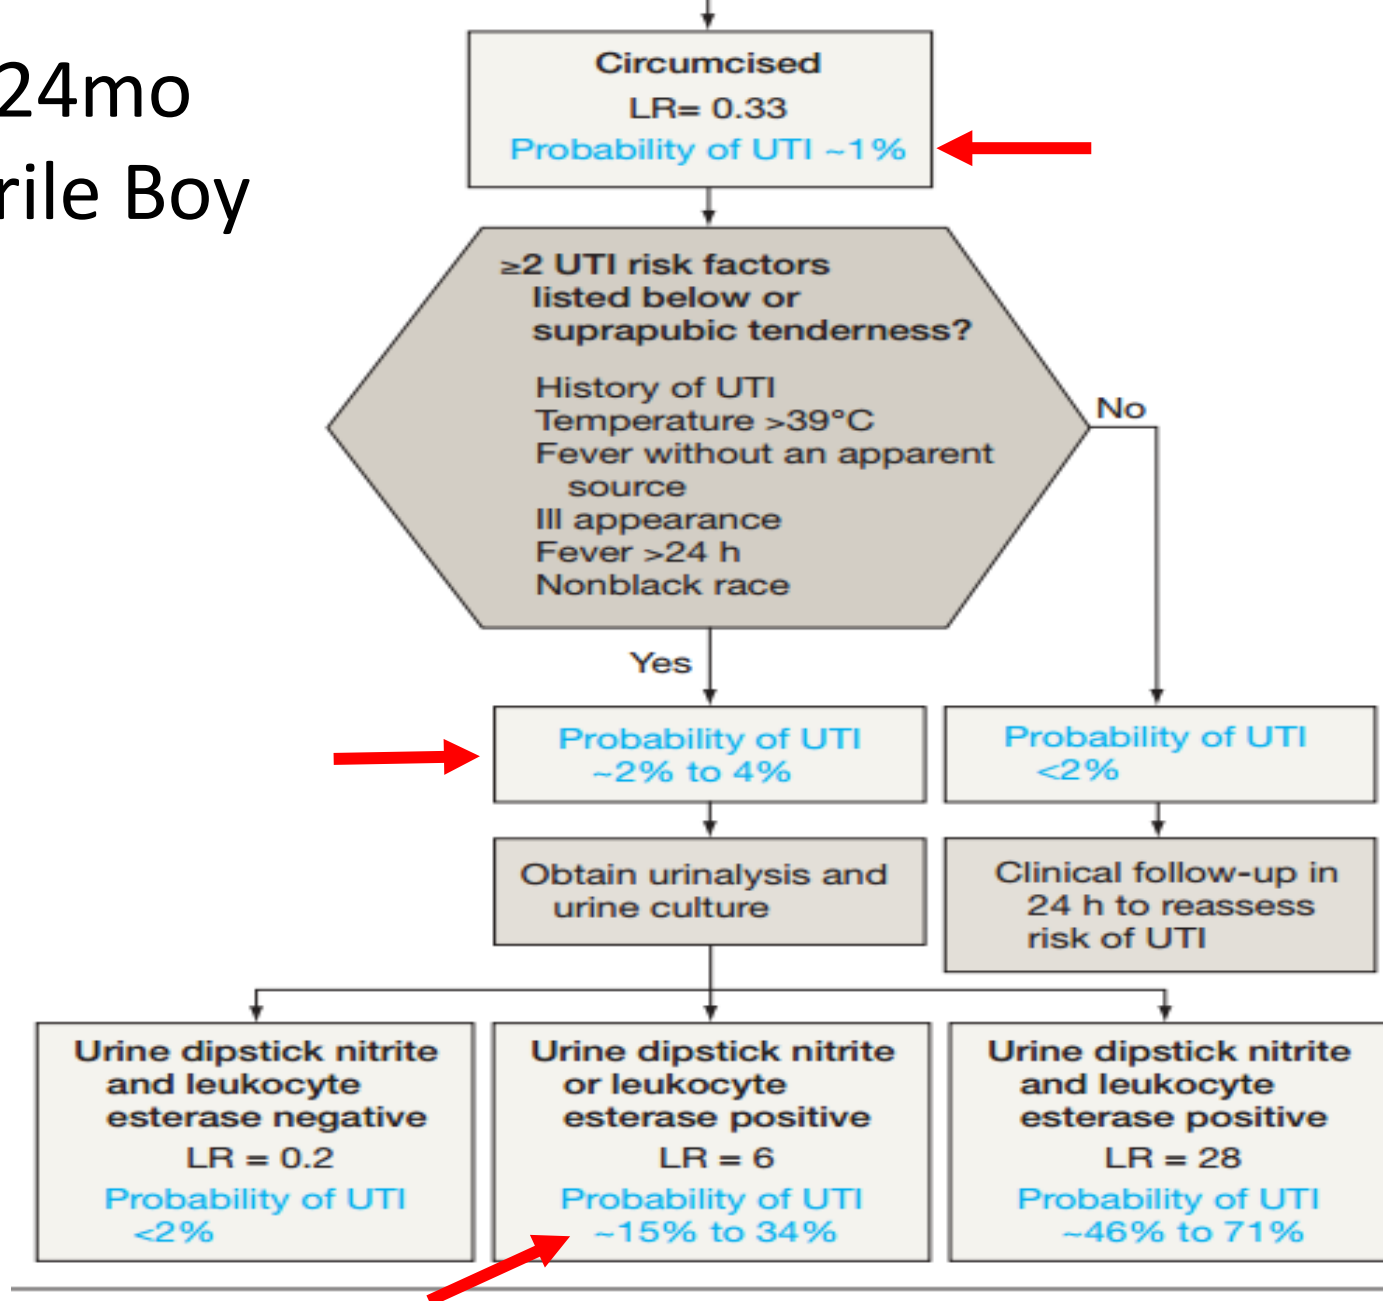 24mo
rile Boy
Circumcised
LR= 0.33
Probability of UTI ~1%
≥2 UTI risk factors
listed below or
suprapubic tenderness?
History of UTI
Temperature >39°C
Fever without an apparent
source
Ill appearance
Fever >24 h
Nonblack race
No
Yes
Probability of UTI
~2% to 4%
Probability of UTI
<2%
Obtain urinalysis and
urine culture
Clinical follow-up in
24 h to reassess
risk of UTI
Urine dipstick nitrite
and leukocyte
esterase negative
LR = 0.2
Probability of UTI
<2%
Urine dipstick nitrite
or leukocyte
esterase positive
LR = 6
Probability of UTI
~15% to 34%
Urine dipstick nitrite
and leukocyte
esterase positive
LR = 28
Probability of UTI
~46% to 71%